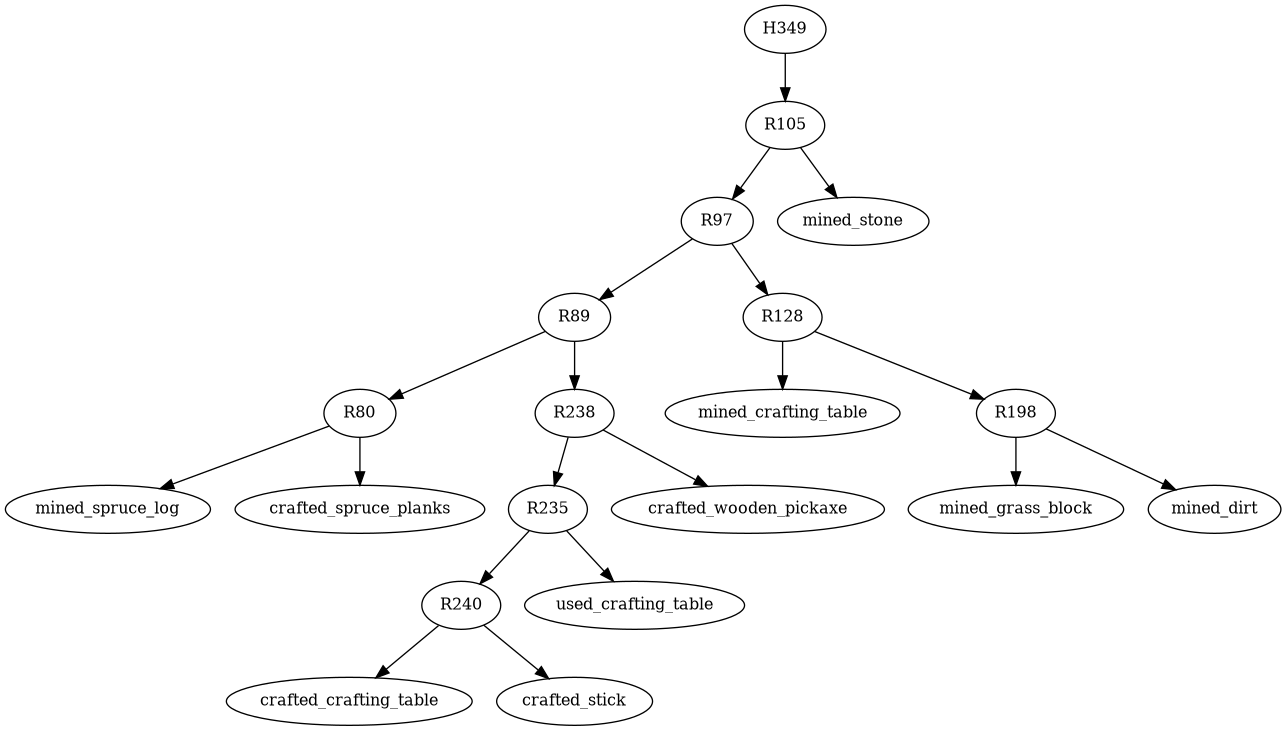 H349
R105
R97
mined_stone
R89
R128
R80
R238
mined_crafting_table
R198
mined_spruce_log
crafted_spruce_planks
R235
crafted_wooden_pickaxe
mined_grass_block
mined_dirt
R240
used_crafting_table
crafted_crafting_table
crafted_stick